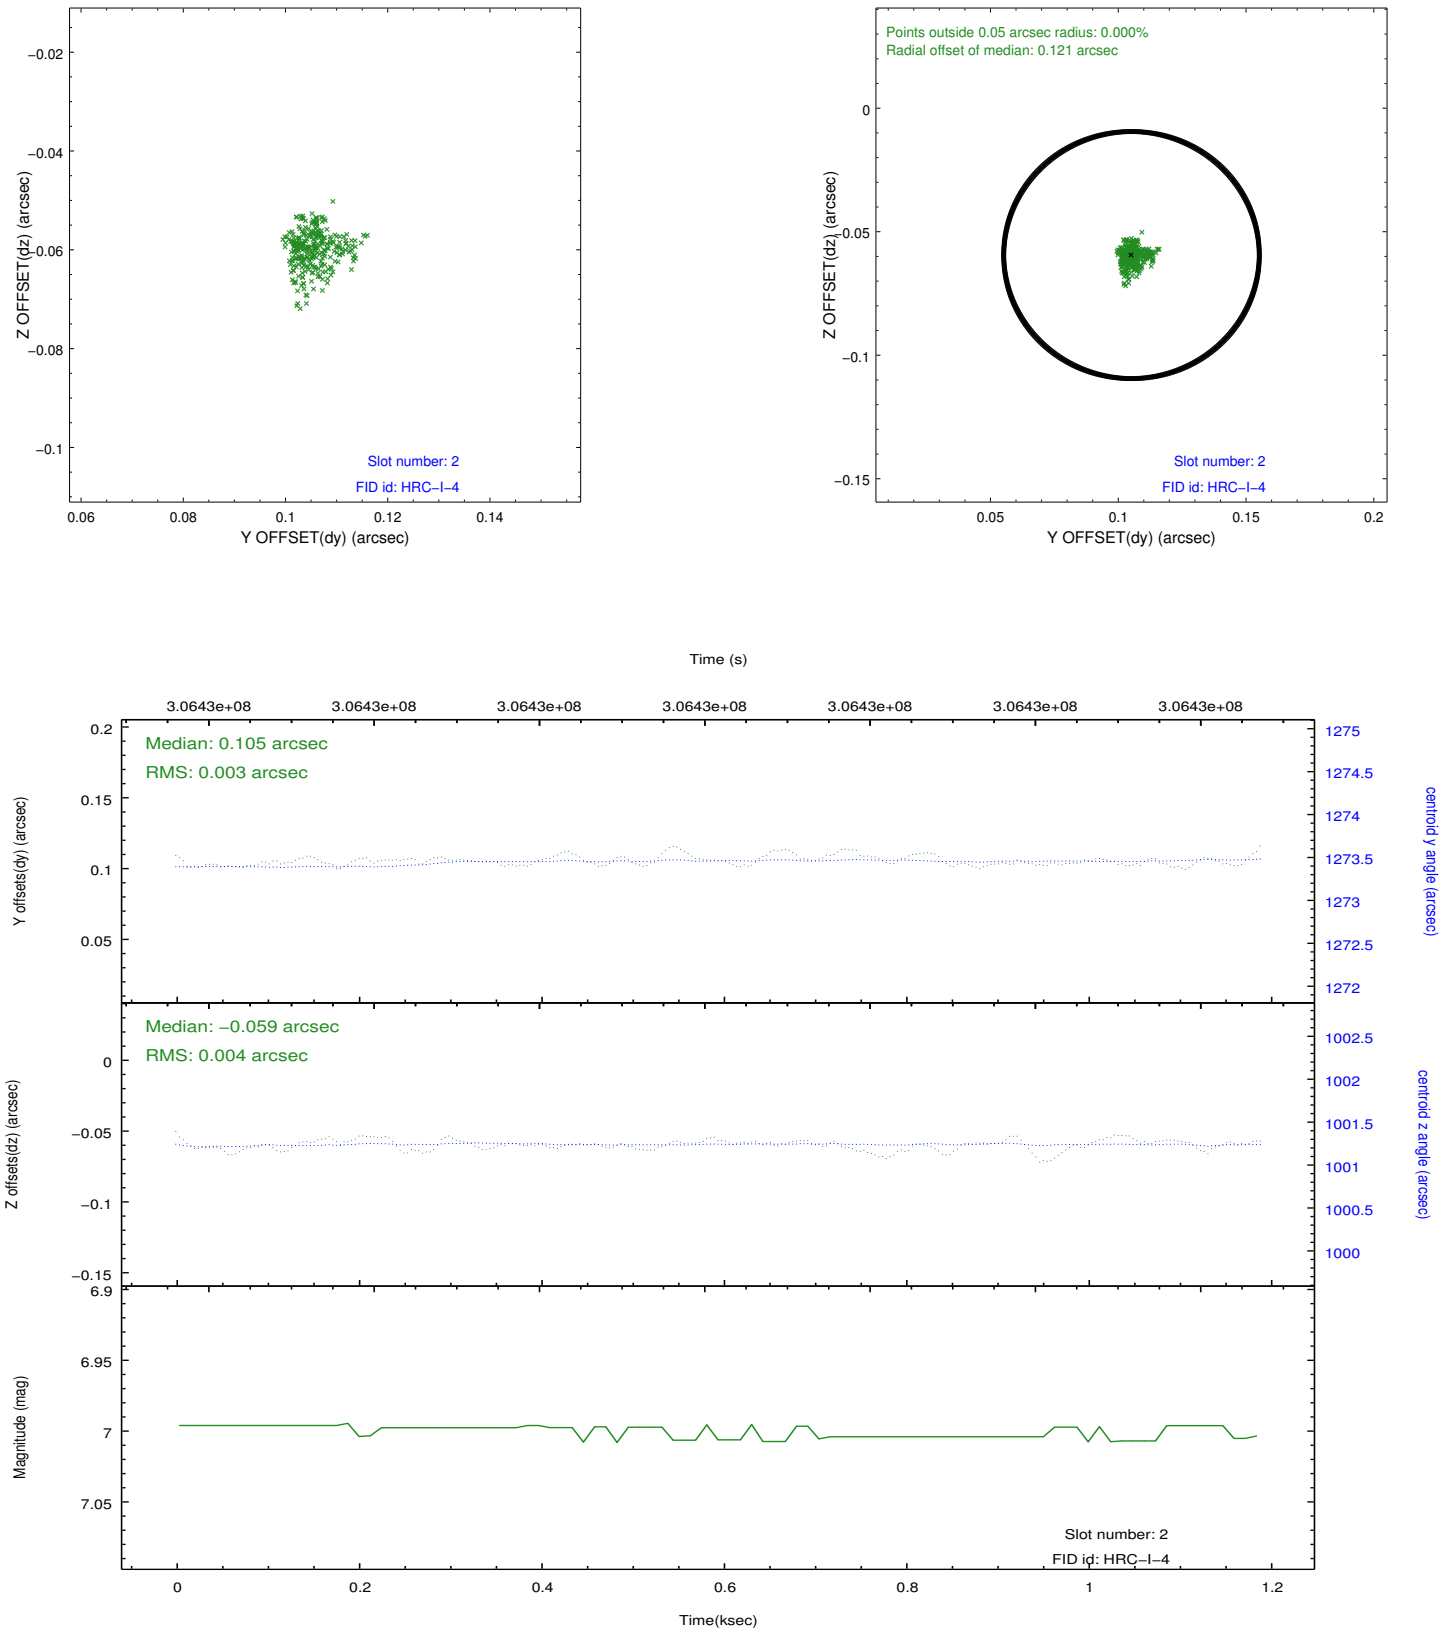 −0.02
−0.04
−0.06
−0.08
−0.1
Z OFFSET(dz) (arcsec)
Slot number: 2
FID id: HRC−I−4
0.06 0.08 0.1 0.12 0.14
Y OFFSET(dy) (arcsec)
Points outside 0.05 arcsec radius: 0.000%
Radial offset of median: 0.121 arcsec
0
−0.05
−0.1
−0.15
Z OFFSET(dz) (arcsec)
Slot number: 2
FID id: HRC−I−4
0.05 0.1 0.15 0.2
Y OFFSET(dy) (arcsec)
Time (s)
3.0643e+08 3.0643e+08 3.0643e+08 3.0643e+08 3.0643e+08 3.0643e+08 3.0643e+08
Median: 0.105 arcsec
RMS: 0.003 arcsec
0.2
0.15
0.1
0.05
Y offsets(dy) (arcsec)
1275
1274.5
1274
1273.5
1273
1272.5
1272
centroid y angle (arcsec)
Median: −0.059 arcsec
RMS: 0.004 arcsec
0
−0.05
−0.1
−0.15
Z offsets(dz) (arcsec)
1002.5
1002
1001.5
1001
1000.5
1000
centroid z angle (arcsec)
6.9
6.95
7
7.05
Magnitude (mag)
Slot number: 2
FID id: HRC−I−4
0 0.2 0.4 0.6 0.8 1 1.2
Time(ksec)